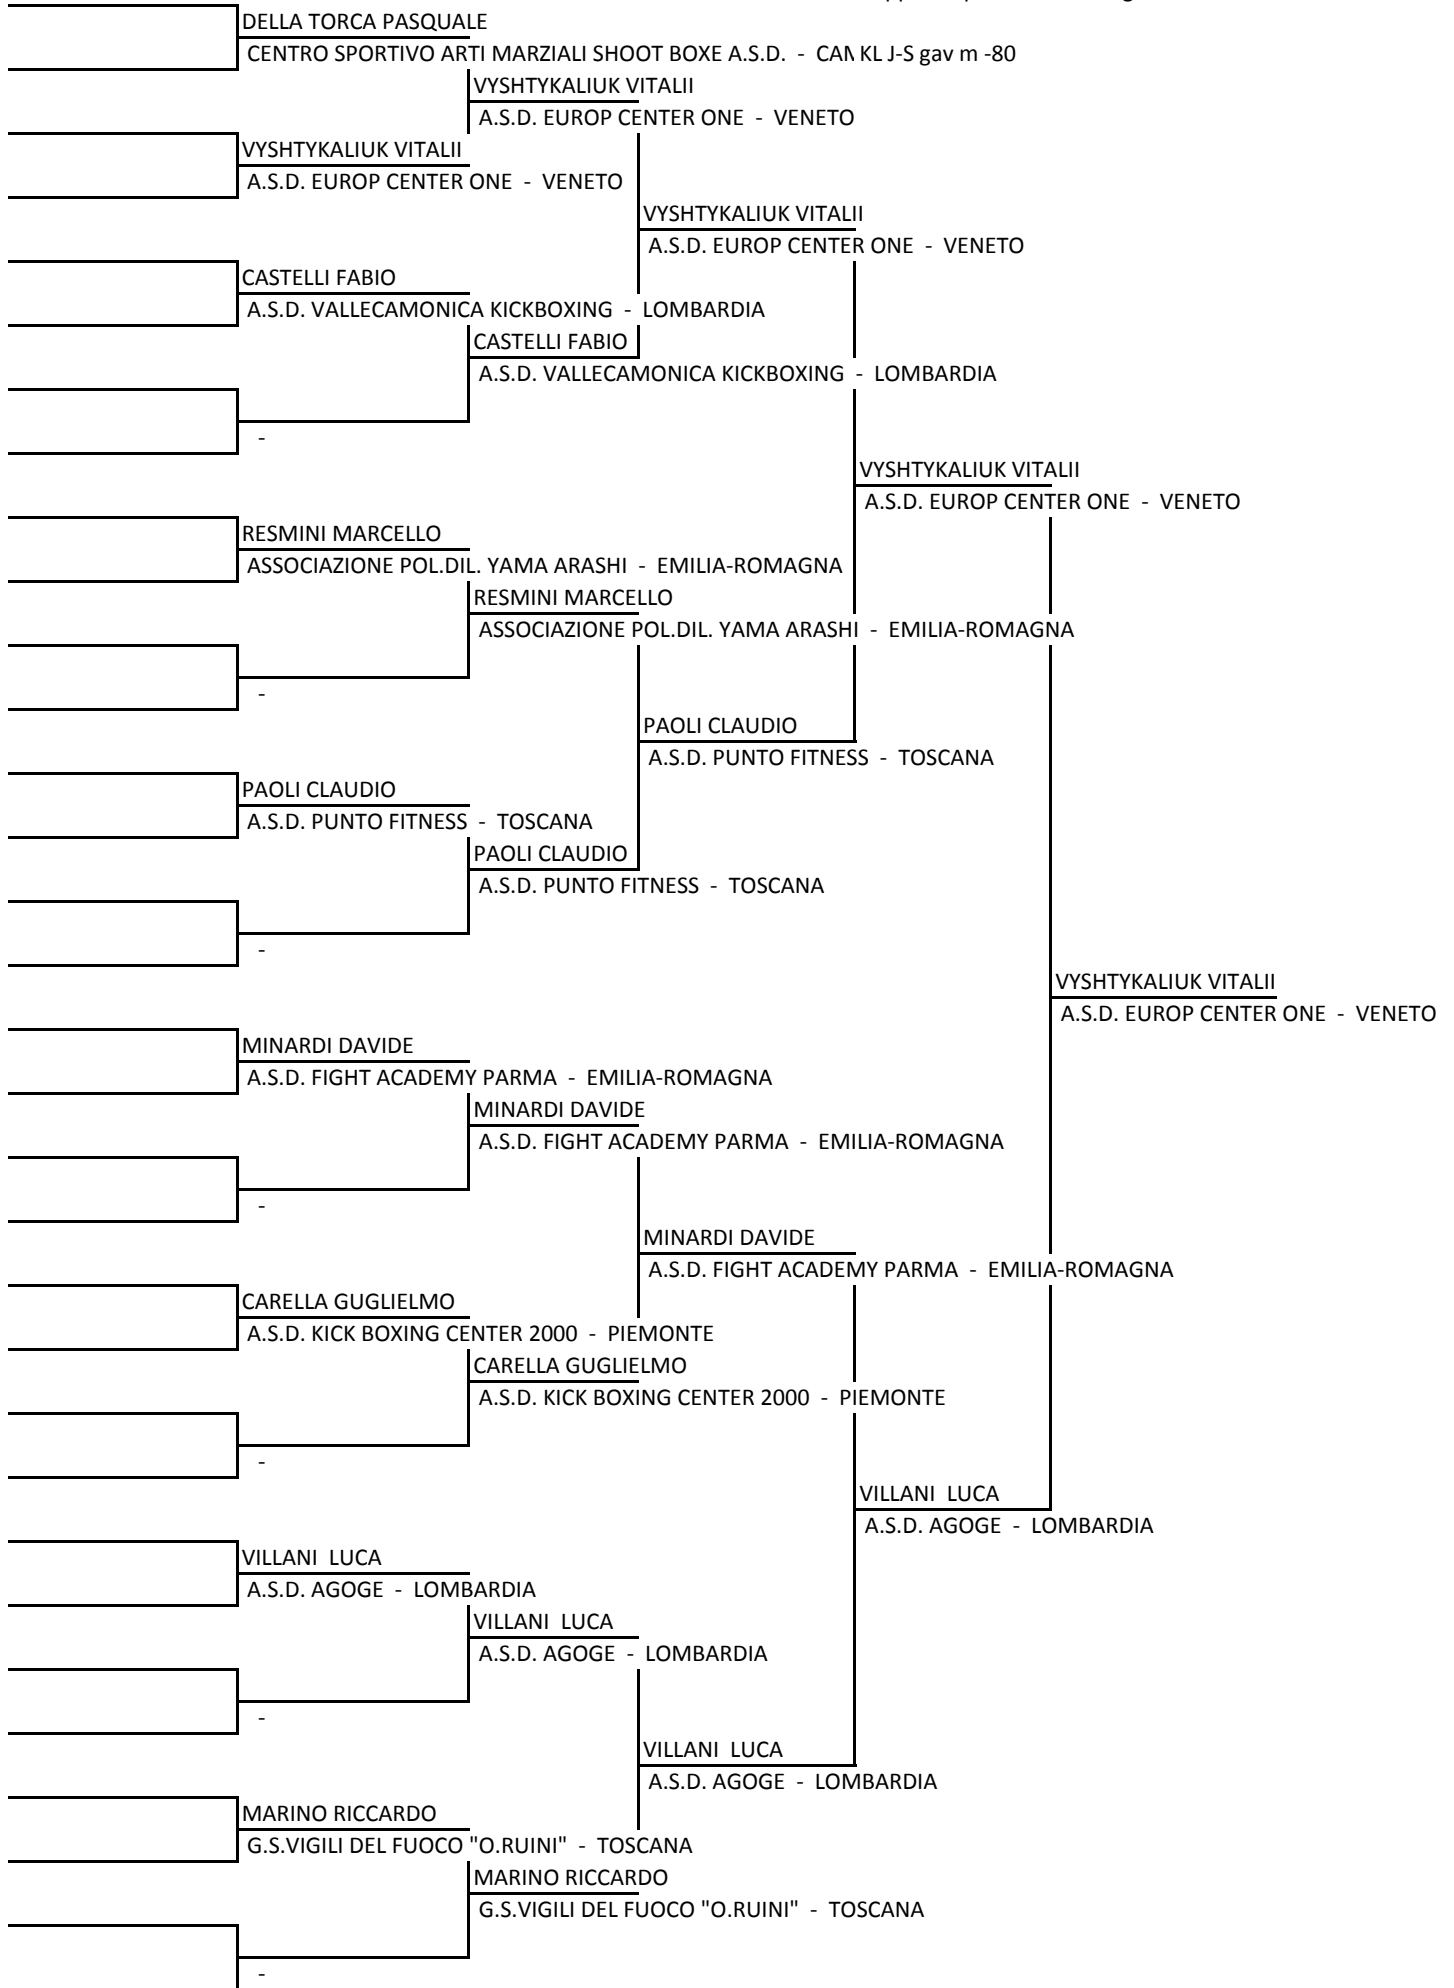 DELLA TORCA PASQUALE
CENTRO SPORTIVO ARTI MARZIALI SHOOT BOXE A.S.D. - CAN KL J-S gav m -80
VYSHTYKALIUK VITALII
A.S.D. EUROP CENTER ONE - VENETO
VYSHTYKALIUK VITALII
A.S.D. EUROP CENTER ONE - VENETO
VYSHTYKALIUK VITALII
A.S.D. EUROP CENTER ONE - VENETO
CASTELLI FABIO
A.S.D. VALLECAMONICA KICKBOXING - LOMBARDIA
CASTELLI FABIO
A.S.D. VALLECAMONICA KICKBOXING - LOMBARDIA
-
VYSHTYKALIUK VITALII
A.S.D. EUROP CENTER ONE - VENETO
RESMINI MARCELLO
ASSOCIAZIONE POL.DIL. YAMA ARASHI - EMILIA-ROMAGNA
RESMINI MARCELLO
ASSOCIAZIONE POL.DIL. YAMA ARASHI - EMILIA-ROMAGNA
-
PAOLI CLAUDIO
A.S.D. PUNTO FITNESS - TOSCANA
PAOLI CLAUDIO
A.S.D. PUNTO FITNESS - TOSCANA
PAOLI CLAUDIO
A.S.D. PUNTO FITNESS - TOSCANA
-
VYSHTYKALIUK VITALII
A.S.D. EUROP CENTER ONE - VENETO
MINARDI DAVIDE
A.S.D. FIGHT ACADEMY PARMA - EMILIA-ROMAGNA
MINARDI DAVIDE
A.S.D. FIGHT ACADEMY PARMA - EMILIA-ROMAGNA
-
MINARDI DAVIDE
A.S.D. FIGHT ACADEMY PARMA - EMILIA-ROMAGNA
CARELLA GUGLIELMO
A.S.D. KICK BOXING CENTER 2000 - PIEMONTE
CARELLA GUGLIELMO
A.S.D. KICK BOXING CENTER 2000 - PIEMONTE
-
VILLANI LUCA
A.S.D. AGOGE - LOMBARDIA
VILLANI LUCA
A.S.D. AGOGE - LOMBARDIA
VILLANI LUCA
A.S.D. AGOGE - LOMBARDIA
-
VILLANI LUCA
A.S.D. AGOGE - LOMBARDIA
MARINO RICCARDO
G.S.VIGILI DEL FUOCO "O.RUINI" - TOSCANA
MARINO RICCARDO
G.S.VIGILI DEL FUOCO "O.RUINI" - TOSCANA
-